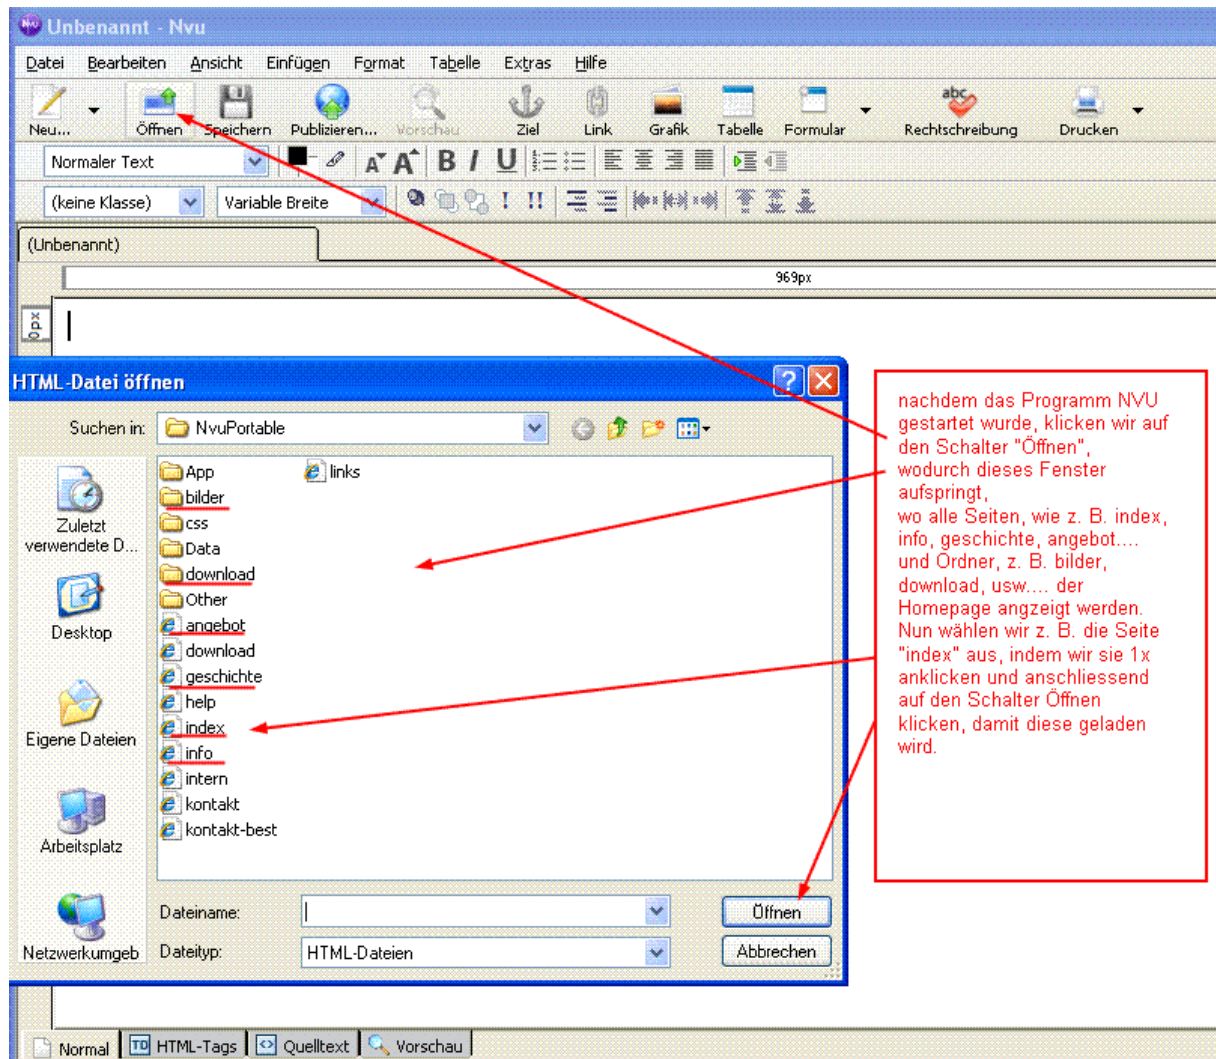 Unbenannt - Nvu
Datei Bearbeiten Ansicht Einfügen Format Tabelle Extras Hilfe
Neu... Öffnen Speichern Publizieren... Vorschau Ziel Link Grafik Tabelle Formular Rechtschreibung Drucken
Normaler Text
(keine Klasse) Variable Breite
(Unbenannt)
969px
0px
HTML-Datei öffnen
Suchen in: NvuPortable
Zuletzt
verwendete D...
Desktop
Eigene Dateien
Arbeitsplatz
Netzwerkumgeb
App
bilder
css
Data
download
Other
angebot
download
geschichte
help
index
info
intern
kontakt
kontakt-best
links
Dateiname:
Öffnen
Dateityp: HTML-Dateien
Abbrechen
nachdem das Programm NVU
gestartet wurde, klicken wir auf
den Schalter "Öffnen",
wodurch dieses Fenster
aufspringt,
wo alle Seiten, wie z. B. index,
info, geschichte, angebot....
und Ordner, z. B. bilder,
download, usw.... der
Homepage angzeigt werden.
Nun wählen wir z. B. die Seite
"index" aus, indem wir sie 1x
anklicken und anschliessend
auf den Schalter Öffnen
klicken, damit diese geladen
wird.
Normal HTML-Tags Quelltext Vorschau